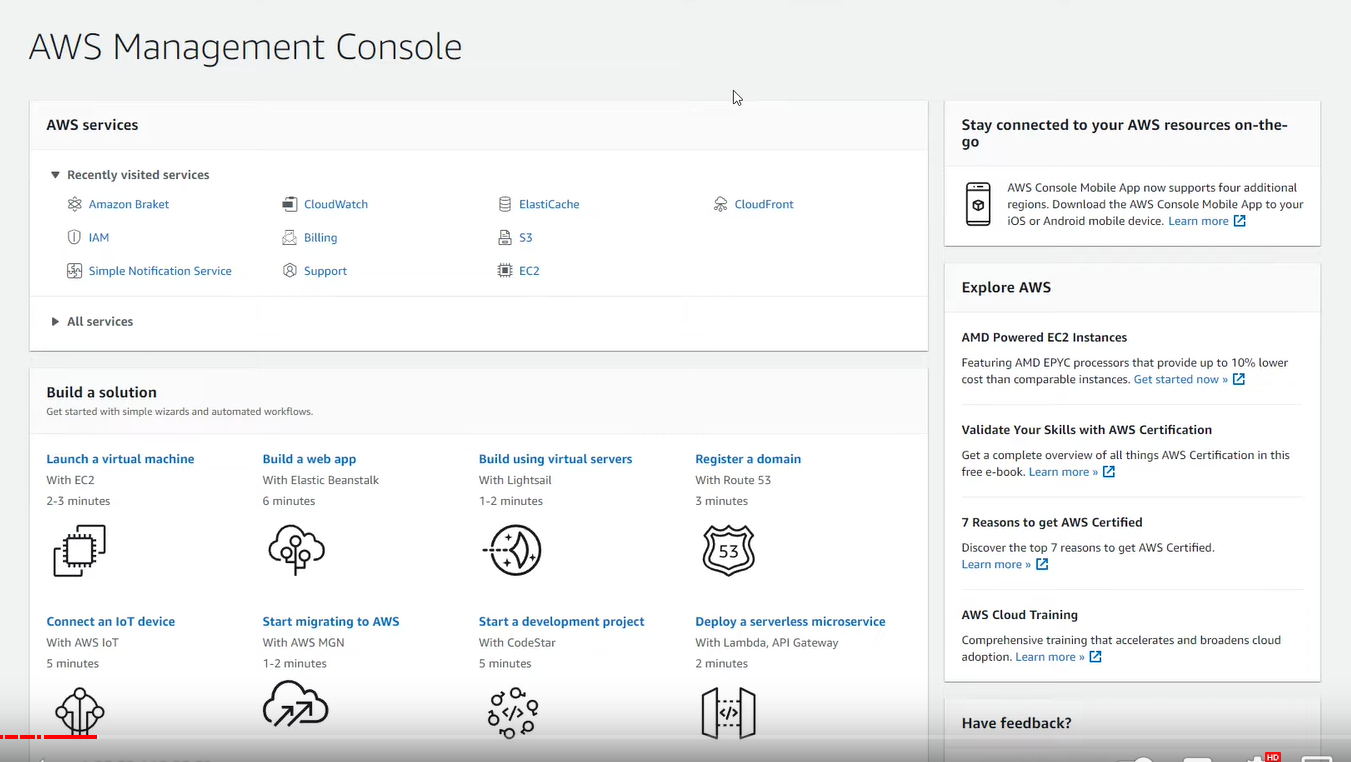 AWS Management Console
AWS services
Recently visited services
Amazon Braket
CloudWatch
ElastiCache
CloudFront
IAM
Billing
S3
Simple Notification Service
Support
EC2
All services
Build a solution
Get started with simple wizards and automated workflows.
Launch a virtual machine
With EC2
2-3 minutes
Build a web app
With Elastic Beanstalk
6 minutes
Build using virtual servers
With Lightsail
1-2 minutes
Register a domain
With Route 53
3 minutes
53
Connect an IoT device
With AWS IoT
5 minutes
Start migrating to AWS
With AWS MGN
1-2 minutes
Start a development project
With CodeStar
5 minutes
</>
Deploy a serverless microservice
With Lambda, API Gateway
2 minutes
</>
Stay connected to your AWS resources on-the-
go
AWS Console Mobile App now supports four additional
regions. Download the AWS Console Mobile App to your
iOS or Android mobile device. Learn more
Explore AWS
AMD Powered EC2 Instances
Featuring AMD EPYC processors that provide up to 10% lower
cost than comparable instances. Get started now »
Validate Your Skills with AWS Certification
Get a complete overview of all things AWS Certification in this
free e-book. Learn more »
7 Reasons to get AWS Certified
Discover the top 7 reasons to get AWS Certified.
Learn more »
AWS Cloud Training
Comprehensive training that accelerates and broadens cloud
adoption. Learn more »
Have feedback?
HD